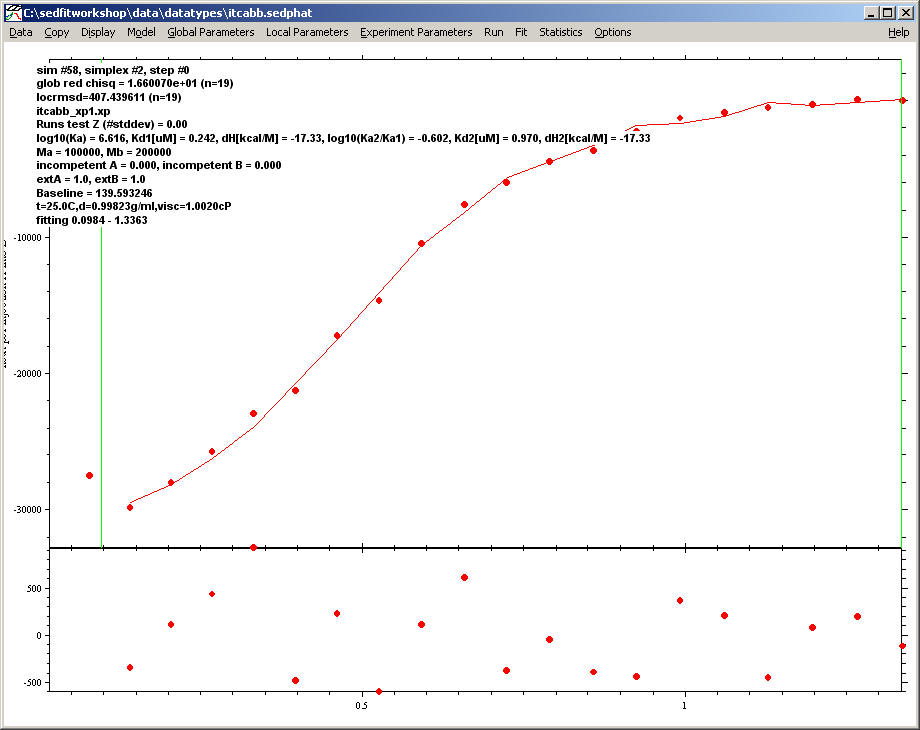 C:\sedfitworkshop\data\datatypes\itcabb.sedphat
Data Copy Display Model Global Parameters Local Parameters Experiment Parameters Run Fit Statistics Options Help
sim #58, simplex #2, step #0
glob red chisq = 1.660070e+01 (n=19)
locrmsd=407.439611 (n=19)
itcabb_xp1.xp
Runs test Z (#stddev) = 0.00
log10(Ka) = 6.616, Kd1[uM] = 0.242, dH[kcal/M] = -17.33, log10(Ka2/Ka1) = -0.602, Kd2[uM] = 0.970, dH2[kcal/M] = -17.33
Ma = 100000, Mb = 200000
incompetent A = 0.000, incompetent B = 0.000
extA = 1.0, extB = 1.0
Baseline = 139.593246
t=25.0C,d=0.99823g/ml,visc=1.0020cP
fitting 0.0984 - 1.3363
-10000
-20000
-30000
500
0
-500
0.5 1